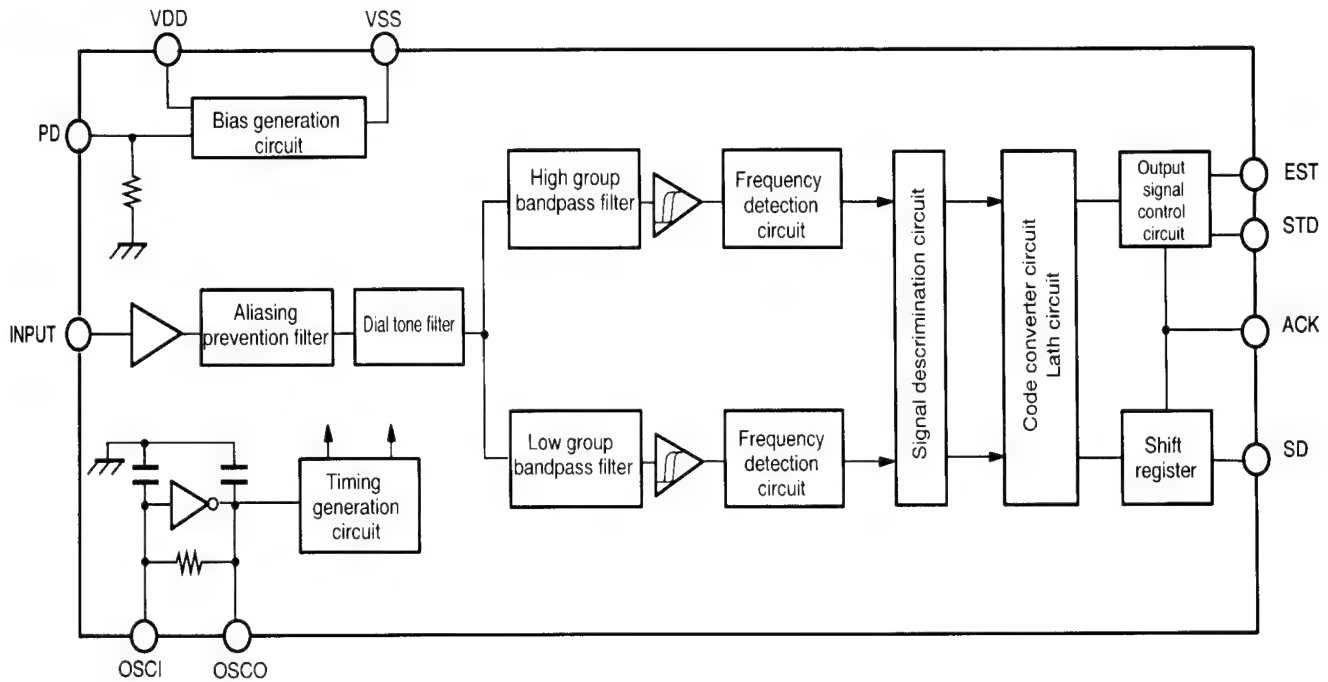 VDD
VSS
PD
Bias generation
circuit
High group
bandpass filter
Frequency
detection
circuit
Output
signal
control
circuit
EST
STD
INPUT
Aliasing
prevention filter
Dial tone filter
Signal descrimination circuit
Code converter circuit
Lath circuit
ACK
Low group
bandpass filter
Frequency
detection
circuit
Shift
register
SD
Timing
generation
circuit
OSCI
OSCO